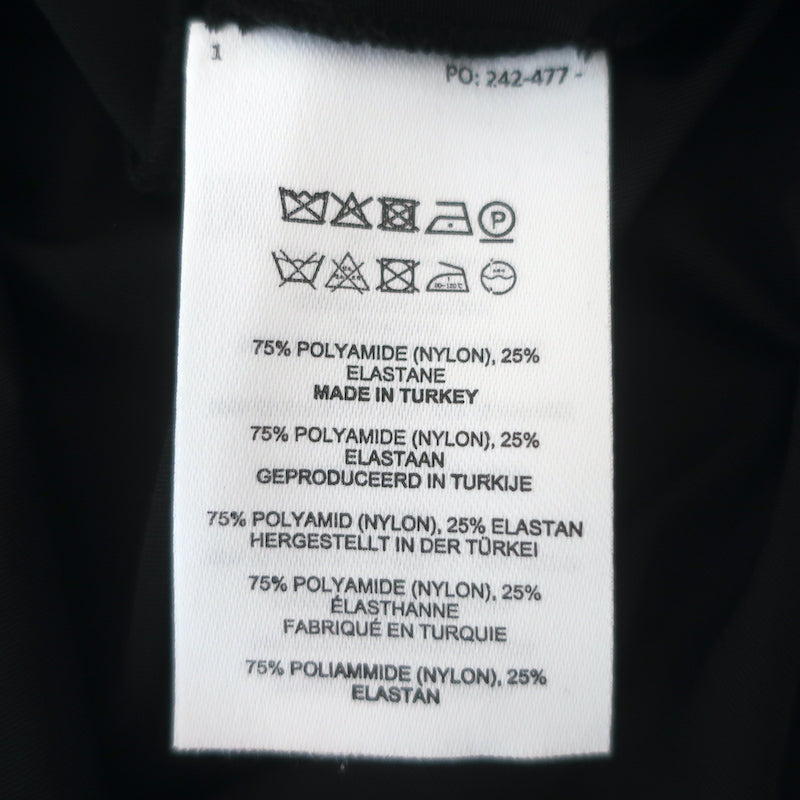 1
PO: 242-477 -
P
75% POLYAMIDE (NYLON), 25%
ELASTANE
MADE IN TURKEY
75% POLYAMIDE (NYLON), 25%
ELASTAAN
GEPRODUCEERD IN TURKIJE
75% POLYAMID (NYLON), 25% ELASTAN
HERGESTELLT IN DER TÜRKEI
75% POLYAMIDE (NYLON), 25%
ÉLASTHANNE
FABRIQUÉ EN TURQUIE
75% POLIAMMIDE (NYLON), 25%
ELASTAN